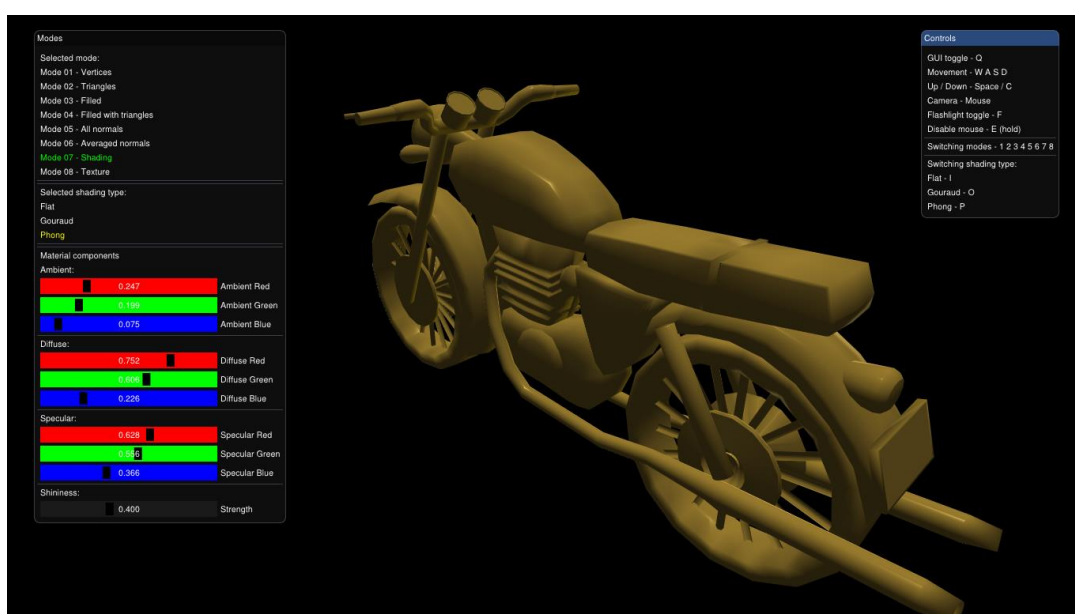 Modes
Selected mode:
Mode 01 - Vertices
Mode 02 - Triangles
Mode 03 - Filled
Mode 04 - Filled with triangles
Mode 05 - All normals
Mode 06 - Averaged normals
Mode 07 - Shading
Mode 08 - Texture
Selected shading type:
Flat
Gouraud
Phong
Material components
Ambient:
0.247 Ambient Red
0.199 Ambient Green
0.075 Ambient Blue
Diffuse:
0.752 Diffuse Red
0.606 Diffuse Green
0.226 Diffuse Blue
Specular:
0.628 Specular Red
0.556 Specular Green
0.366 Specular Blue
Shininess:
0.400 Strength
Controls
GUI toggle - Q
Movement - W A S D
Up / Down - Space / C
Camera - Mouse
Flashlight toggle - F
Disable mouse - E (hold)
Switching modes - 1 2 3 4 5 6 7 8
Switching shading type:
Flat - I
Gouraud - O
Phong - P